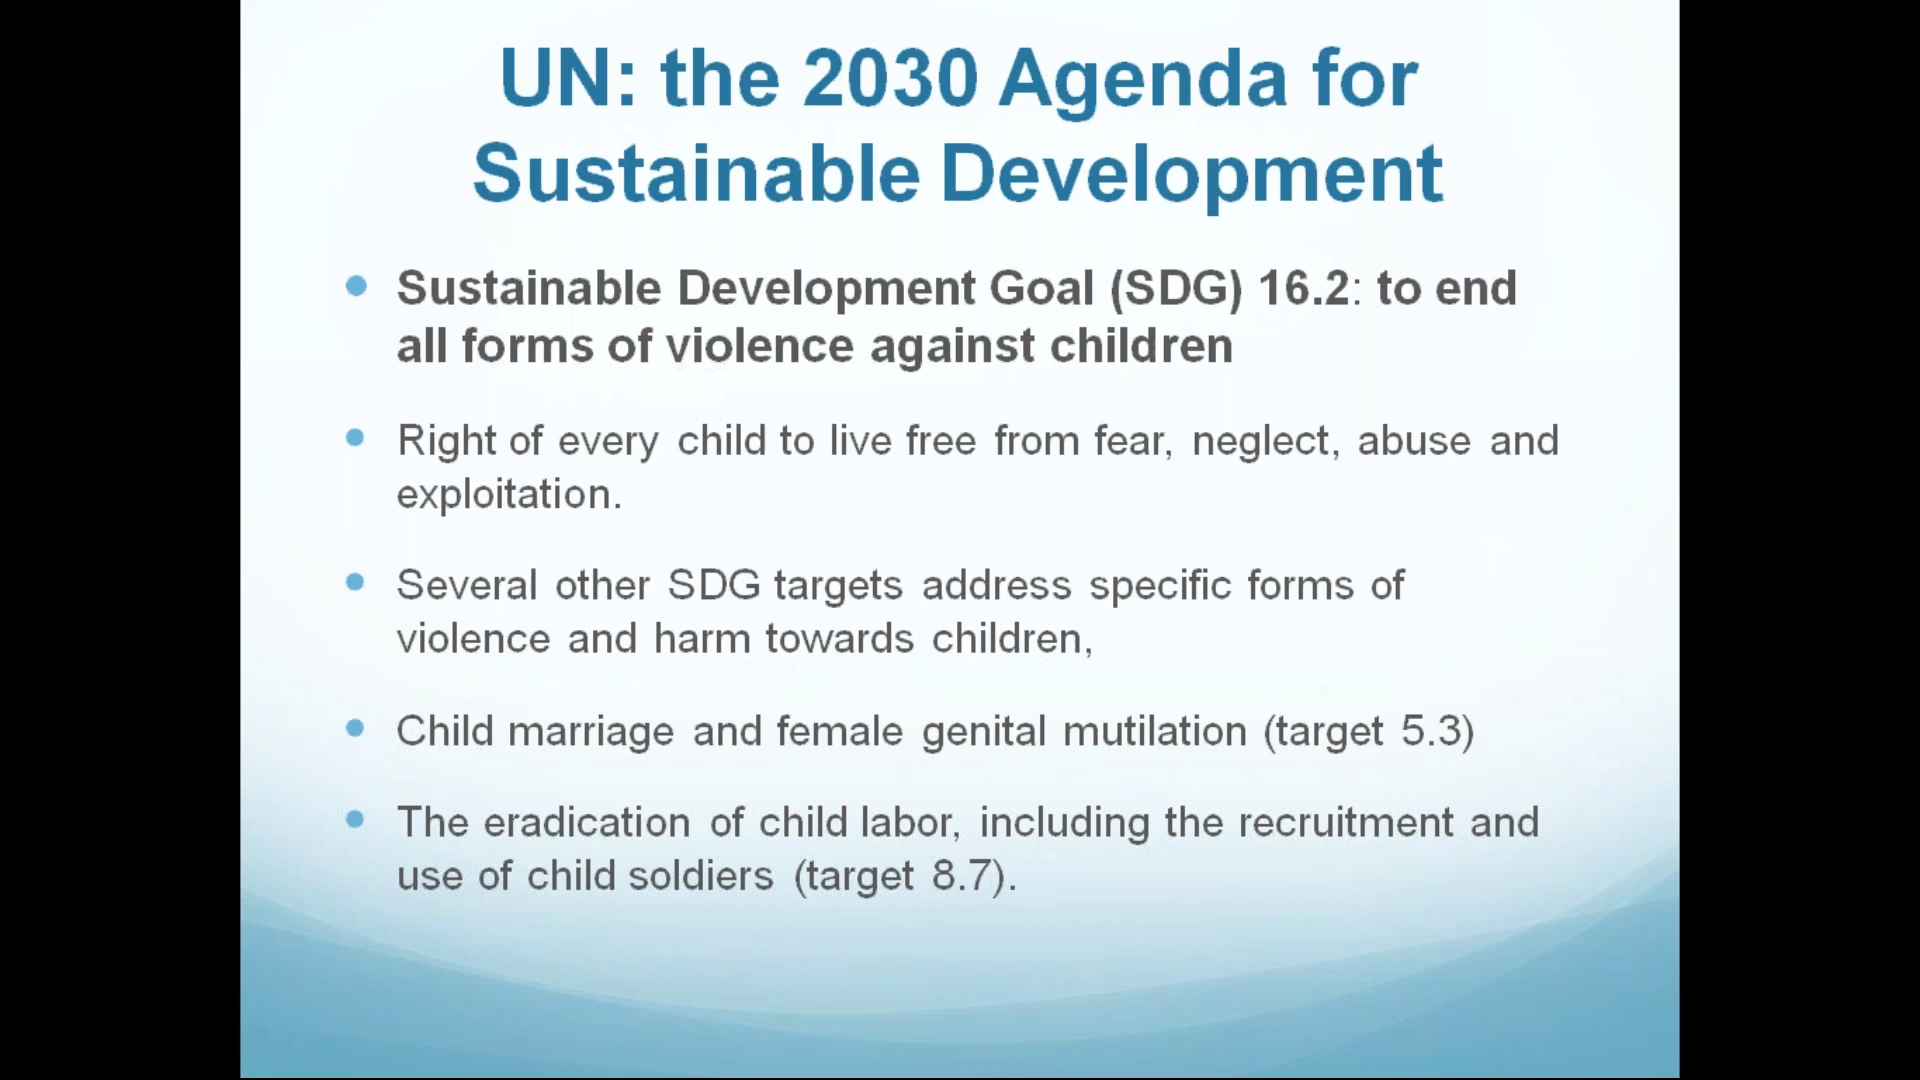 UN: the 2030 Agenda for
Sustainable Development
Sustainable Development Goal (SDG) 16.2: to end
all forms of violence against children
Right of every child to live free from fear, neglect, abuse and
exploitation.
Several other SDG targets address specific forms of
violence and harm towards children,
Child marriage and female genital mutilation (target 5.3)
The eradication of child labor, including the recruitment and
use of child soldiers (target 8.7).